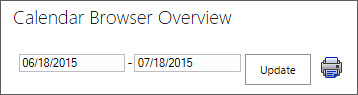 Calendar Browser Overview
06/18/2015 - 07/18/2015 Update